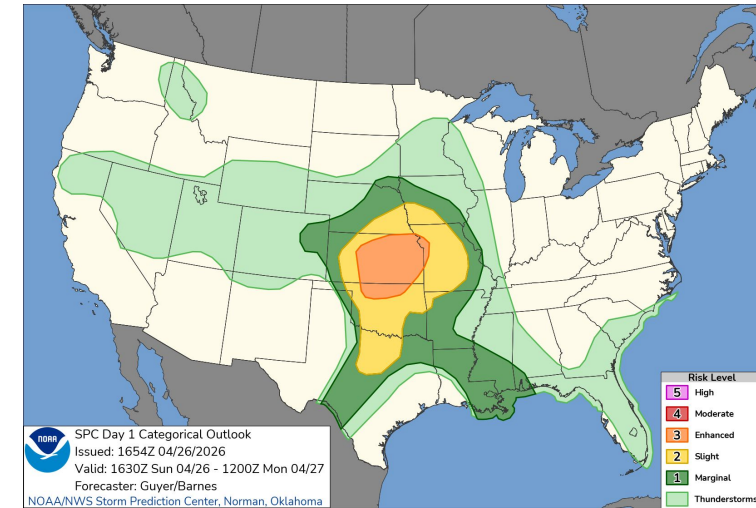 NOAA
SPC Day 1 Categorical Outlook
Issued: 1654Z 04/26/2026
Valid: 1630Z Sun 04/26 - 1200Z Mon 04/27
Forecaster: Guyer/Barnes
NOAA/NWS Storm Prediction Center, Norman, Oklahoma
Risk Level
5 High
4 Moderate
3 Enhanced
2 Slight
1 Marginal
Thunderstorms